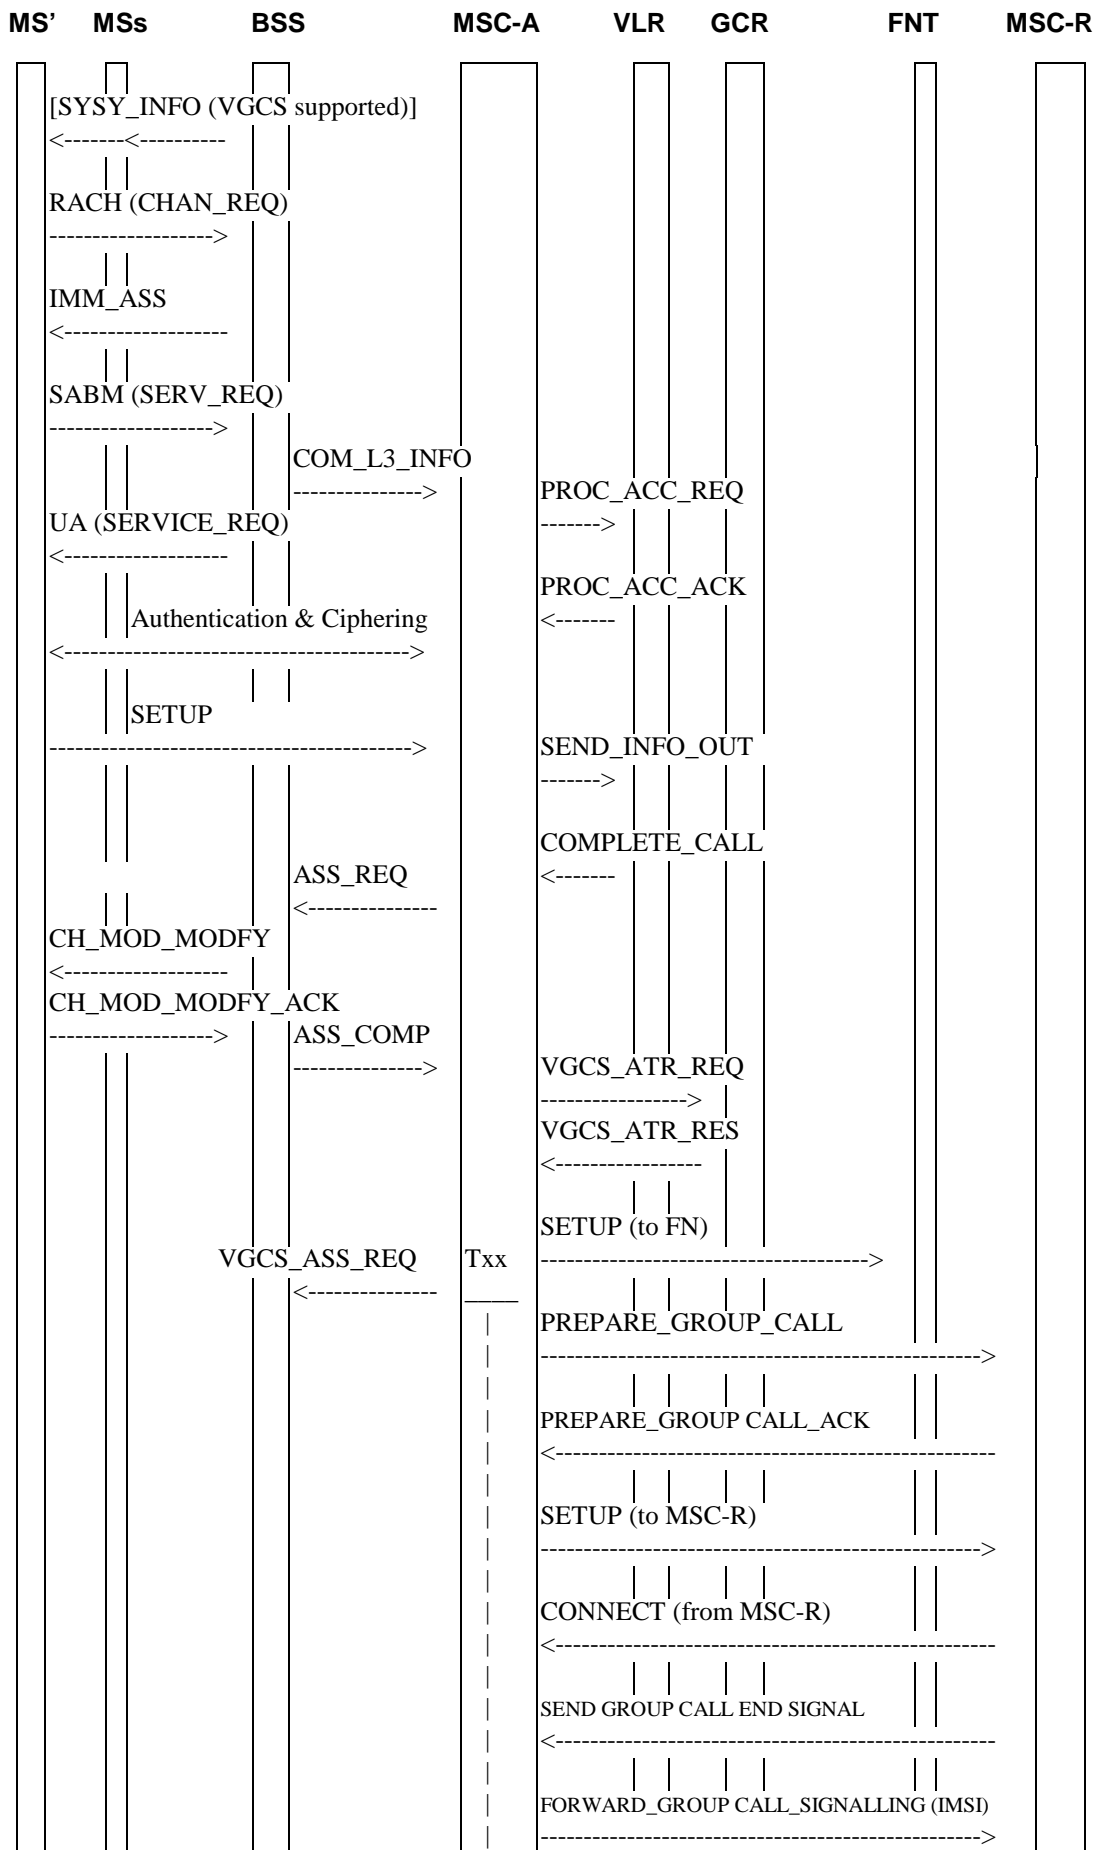 MS’ MSs BSS MSC-A VLR GCR FNT MSC-R
[SYSY_INFO (VGCS supported)]
<-------<----------
RACH (CHAN_REQ)
------------------->
IMM_ASS
<-------------------
SABM (SERV_REQ)
------------------->
COM_L3_INFO
---------------> PROC_ACC_REQ
UA (SERVICE_REQ) ------->
<-------------------
PROC_ACC_ACK
Authentication & Ciphering <-------
<---------------------------------------->
SETUP
------------------------------------------> SEND_INFO_OUT
------->
COMPLETE_CALL
ASS_REQ <-------
<---------------
CH_MOD_MODFY
<-------------------
CH_MOD_MODFY_ACK
-------------------> ASS_COMP
---------------> VGCS_ATR_REQ
----------------->
VGCS_ATR_RES
<-----------------
SETUP (to FN)
VGCS_ASS_REQ Txx -------------------------------------->
<--------------- ____
| PREPARE_GROUP_CALL
| --------------------------------------------------->
|
| PREPARE_GROUP CALL_ACK
| <---------------------------------------------------
|
| SETUP (to MSC-R)
| --------------------------------------------------->
|
| CONNECT (from MSC-R)
| <---------------------------------------------------
|
| SEND GROUP CALL END SIGNAL
| <---------------------------------------------------
|
| FORWARD_GROUP CALL_SIGNALLING (IMSI)
| --------------------------------------------------->